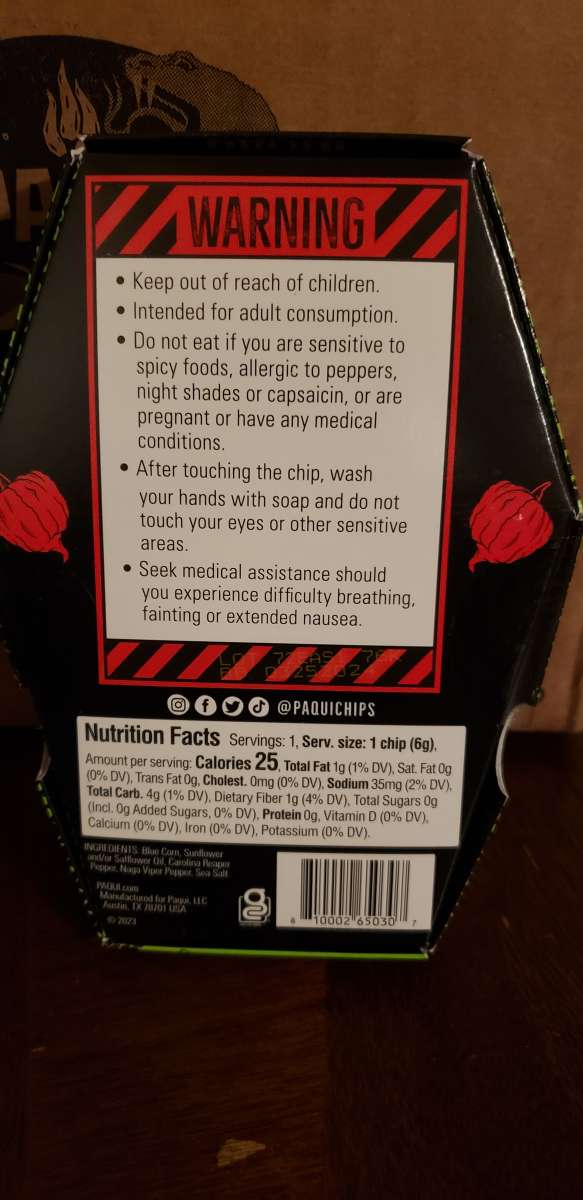 WARNING
• Keep out of reach of children.
• Intended for adult consumption.
• Do not eat if you are sensitive to
spicy foods, allergic to peppers,
night shades or capsaicin, or are
pregnant or have any medical
conditions.
• After touching the chip, wash
your hands with soap and do not
touch your eyes or other sensitive
areas.
• Seek medical assistance should
you experience difficulty breathing,
fainting or extended nausea.
@PAQUICHIPS
Nutrition Facts Servings: 1, Serv. size: 1 chip (6g),
Amount per serving: Calories 25, Total Fat 1g (1% DV), Sat. Fat 0g
(0% DV), Trans Fat 0g, Cholest. 0mg (0% DV), Sodium 35mg (2% DV),
Total Carb. 4g (1% DV), Dietary Fiber 1g (4% DV), Total Sugars 0g
(Incl. 0g Added Sugars, 0% DV), Protein 0g, Vitamin D (0% DV),
Calcium (0% DV), Iron (0% DV), Potassium (0% DV).
INGREDIENTS: Blue Corn, Sunflower
and/or Safflower Oil, Carolina Reaper
Pepper, Naga Viper Pepper, Sea Salt
PAQUI.com
Manufactured for Paqui, LLC
Austin, TX 78701 USA
© 2023
8 10002 65030 7